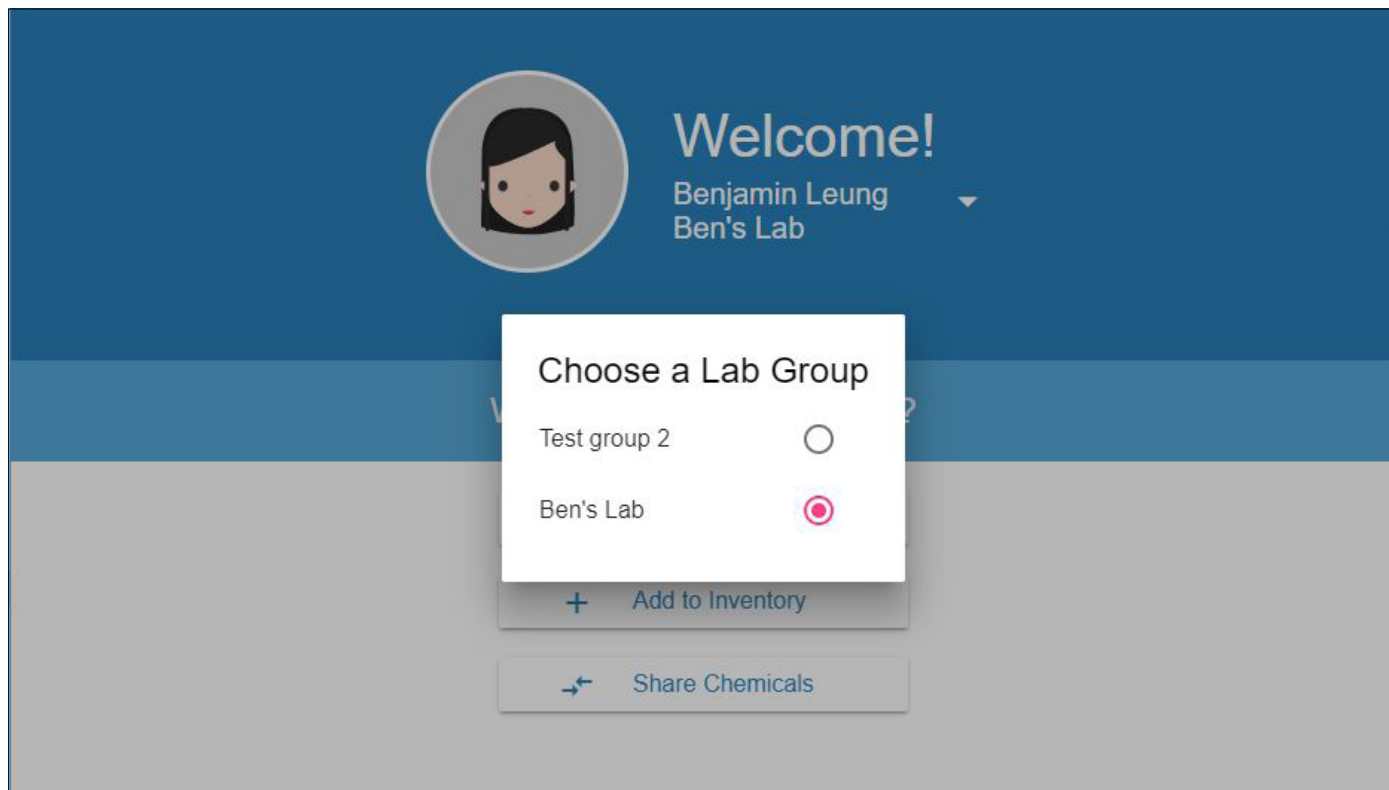 Welcome!
Benjamin Leung
Ben's Lab
Choose a Lab Group
Test group 2
Ben's Lab
Add to Inventory
Share Chemicals